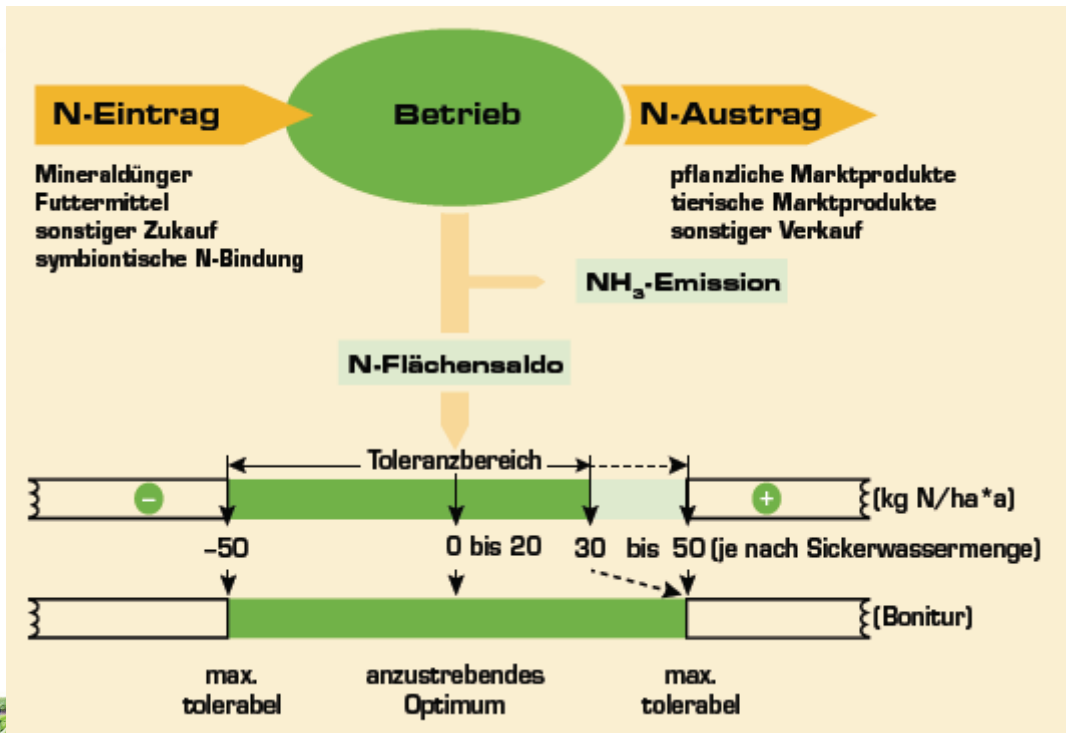 N-Eintrag
Betrieb
N-Austrag
Mineraldünger
Futtermittel
sonstiger Zukauf
symbiontische N-Bindung
pflanzliche Marktprodukte
tierische Marktprodukte
sonstiger Verkauf
NH₃-Emission
N-Flächensaldo
Toleranzbereich
– + (kg N/ha*a)
–50 0 bis 20 30 bis 50 (je nach Sickerwassermenge)
(Bonitur)
max.
tolerabel
anzustrebendes
Optimum
max.
tolerabel